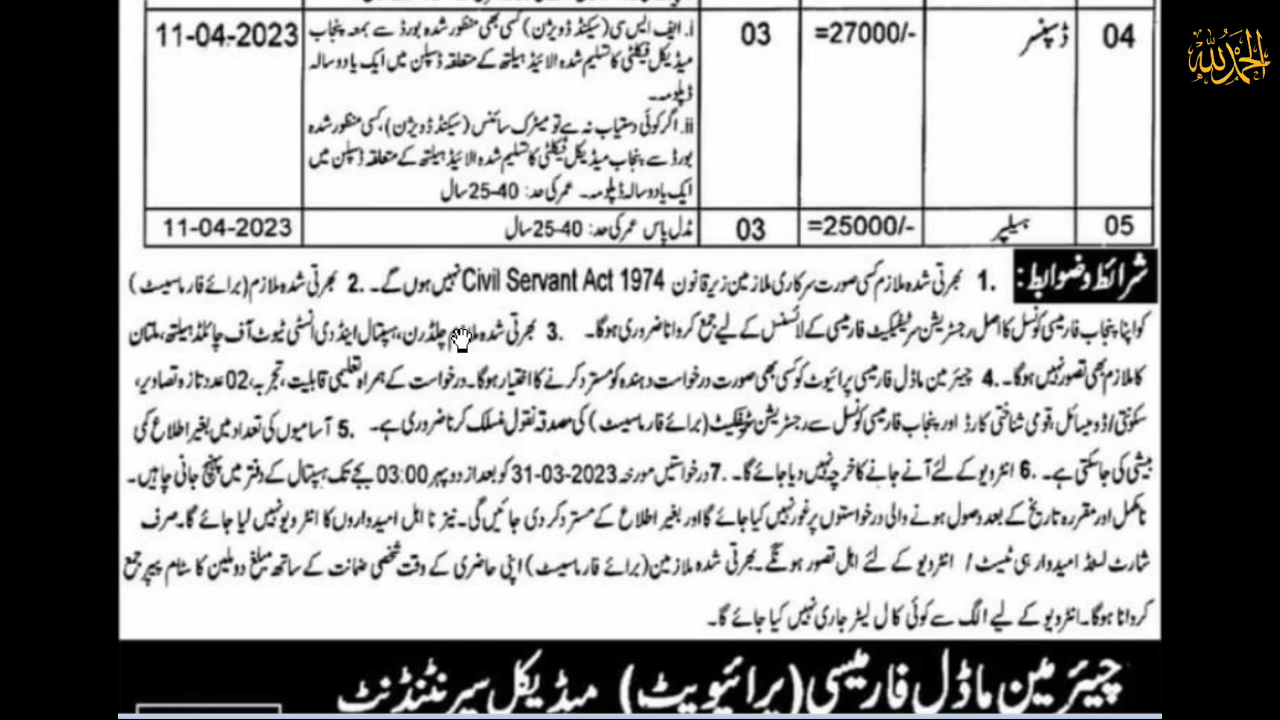 الحمدللہ
04 ڈسپنسر =27000/- 03 i. ایف ایس سی (سیکنڈ ڈویژن) کسی بھی منظور شدہ بورڈ سے بمعہ پنجاب 11-04-2023
میڈیکل فیکلٹی کا تسلیم شدہ الائیڈ ہیلتھ کے متعلقہ ڈسپلن میں ایک یا دو سالہ
ڈپلومہ۔
ii. اگر کوئی دستیاب نہ ہے تو میٹرک سائنس (سیکنڈ ڈویژن)، کسی منظور شدہ
بورڈ سے پنجاب میڈیکل فیکلٹی کا تسلیم شدہ الائیڈ ہیلتھ کے متعلقہ ڈسپلن میں
ایک یا دو سالہ ڈپلومہ۔ عمر کی حد: 40-25 سال
05 ہیلپر =25000/- 03 مڈل پاس عمر کی حد: 40-25 سال 11-04-2023
شرائط و ضوابط: 1. بھرتی شدہ ملازم کسی صورت سرکاری ملازمین زیر قانون Civil Servant Act 1974 نہیں ہوں گے۔ 2. بھرتی شدہ ملازم (برائے فارماسیٹ)
کو اپنا پنجاب فارمیسی کونسل کا اصل رجسٹریشن سرٹیفکیٹ فارمیسی کے لائسنس کے لیے جمع کروانا ضروری ہوگا۔ 3. بھرتی شدہ چلڈرن، ہسپتال اینڈ دی انسٹی ٹیوٹ آف چائلڈ ہیلتھ، ملتان
کا ملازم بھی تصور نہیں ہوگا۔ 4. چیئرمین ماڈل فارمیسی پرائیوٹ کو کسی بھی صورت درخواست دہندہ کو مسترد کرنے کا اختیار ہوگا۔ درخواست کے ہمراہ تعلیمی قابلیت، تجربہ، 02 عدد تازہ تصاویر،
سکونتی/ڈومیسائل، قومی شناختی کارڈ اور پنجاب فارمیسی کونسل سے رجسٹریشن سرٹیفکیٹ (برائے فارماسیٹ) کی مصدقہ نقول منسلک کرنا ضروری ہے۔ 5. آسامیوں کی تعداد میں بغیر اطلاع کمی
بیشی کی جاسکتی ہے۔ 6. انٹرویو کے لئے آنے جانے کا خرچہ نہیں دیا جائے گا۔ 7. درخواستیں مورخہ 31-03-2023 کو بعد از دوپہر 03:00 بجے تک ہسپتال کے دفتر میں پہنچ جانی چاہیں۔
نامکمل اور مقررہ تاریخ کے بعد وصول ہونے والی درخواستوں پر غور نہیں کیا جائے گا اور بغیر اطلاع کے مسترد کر دی جائیں گی۔ نیز نا اہل امیدواروں کا انٹرویو نہیں لیا جائے گا۔ صرف
شارٹ لسٹڈ امیدوار ہی ٹیسٹ / انٹرویو کے لئے اہل تصور ہونگے۔ بھرتی شدہ ملازمین (برائے فارماسیٹ) اپنی حاضری کے وقت شخصی ضمانت کے ساتھ مبلغ دو ملین کا سٹام پیپر جمع
کروانا ہوگا۔ انٹرویو کے لیے الگ سے کوئی کال لیٹر جاری نہیں کیا جائے گا۔
چیئرمین ماڈل فارمیسی (پرائیویٹ) میڈیکل سپرنٹنڈنٹ